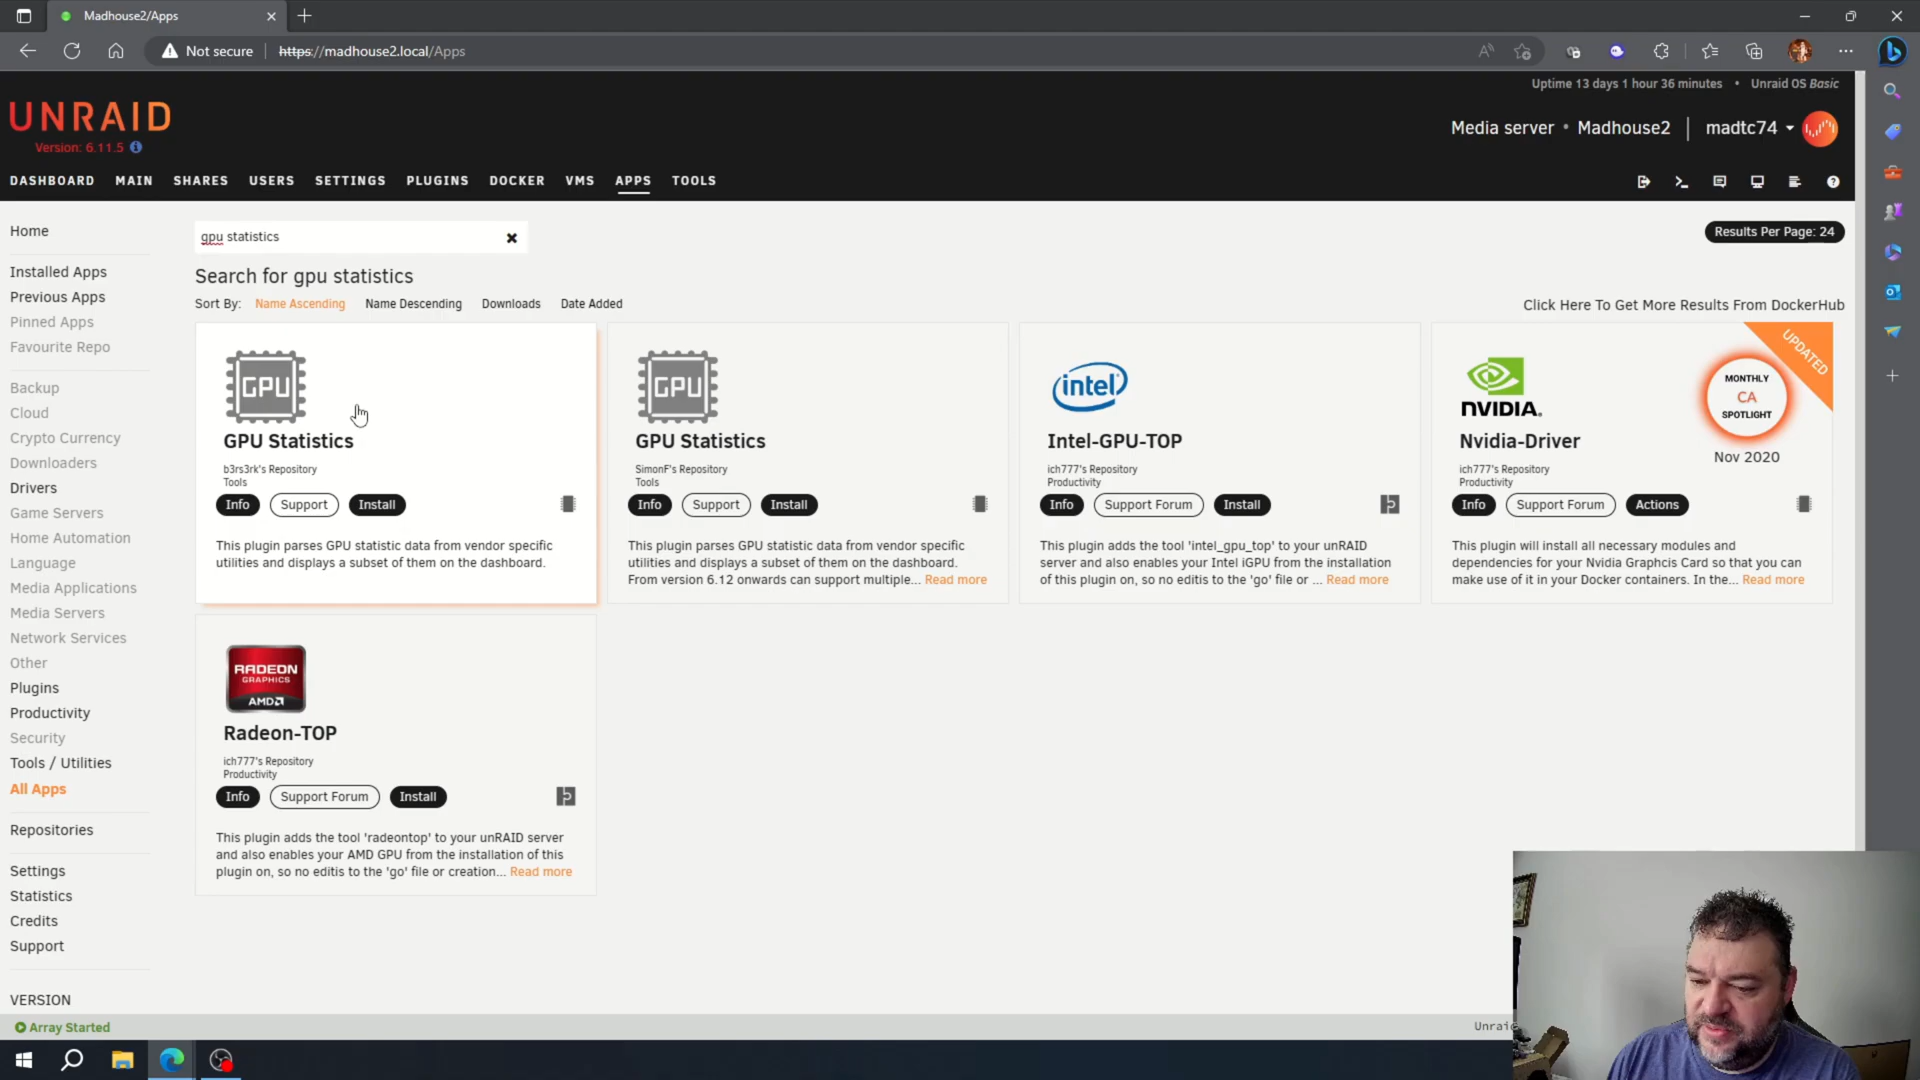 Madhouse2/Apps
Not secure
https://madhouse2.local/Apps
Uptime 13 days 1 hour 36 minutes • Unraid OS Basic
UNRAID
Version: 6.11.5
Media server • Madhouse2
madtc74
DASHBOARD MAIN SHARES USERS SETTINGS PLUGINS DOCKER VMS APPS TOOLS
Home
Installed Apps
Previous Apps
Pinned Apps
Favourite Repo
Backup
Cloud
Crypto Currency
Downloaders
Drivers
Game Servers
Home Automation
Language
Media Applications
Media Servers
Network Services
Other
Plugins
Productivity
Security
Tools / Utilities
All Apps
Repositories
Settings
Statistics
Credits
Support
VERSION
gpu statistics
Results Per Page: 24
Search for gpu statistics
Sort By: Name Ascending Name Descending Downloads Date Added
Click Here To Get More Results From DockerHub
GPU
GPU Statistics
b3rs3rk's Repository
Tools
Info Support Install
This plugin parses GPU statistic data from vendor specific
utilities and displays a subset of them on the dashboard.
GPU
GPU Statistics
SimonF's Repository
Tools
Info Support Install
This plugin parses GPU statistic data from vendor specific
utilities and displays a subset of them on the dashboard.
From version 6.12 onwards can support multiple... Read more
intel
Intel-GPU-TOP
ich777's Repository
Productivity
Info Support Forum Install
This plugin adds the tool 'intel_gpu_top' to your unRAID
server and also enables your Intel iGPU from the installation
of this plugin on, so no editis to the 'go' file or ... Read more
UPDATED
NVIDIA.
MONTHLY
CA
SPOTLIGHT
Nov 2020
Nvidia-Driver
ich777's Repository
Productivity
Info Support Forum Actions
This plugin will install all necessary modules and
dependencies for your Nvidia Graphcis Card so that you can
make use of it in your Docker containers. In the... Read more
RADEON
GRAPHICS
AMD
Radeon-TOP
ich777's Repository
Productivity
Info Support Forum Install
This plugin adds the tool 'radeontop' to your unRAID server
and also enables your AMD GPU from the installation of this
plugin on, so no editis to the 'go' file or creation... Read more
Array Started